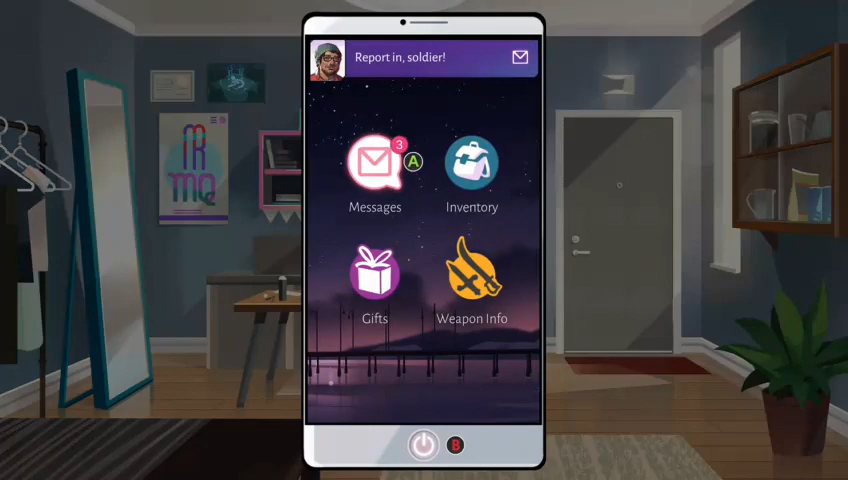 Report in, soldier!
3
A
Messages
Inventory
Gifts
Weapon Info
B